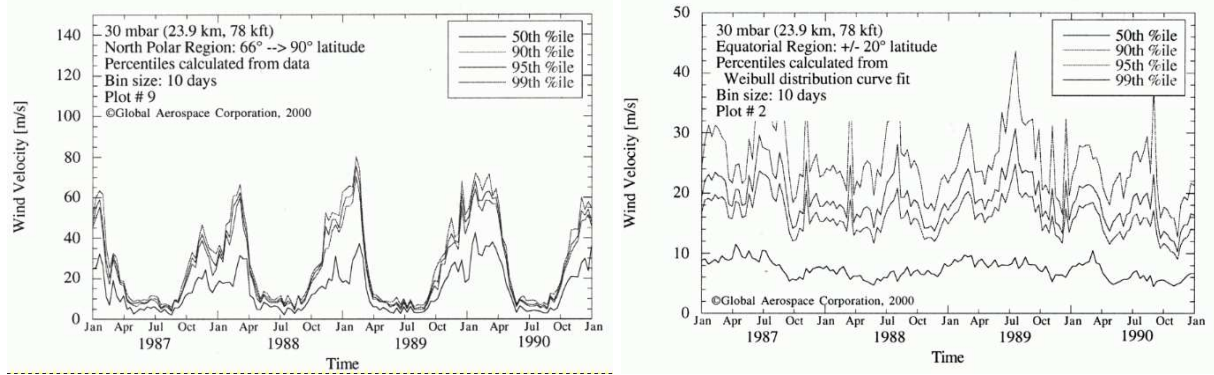 30 mbar (23.9 km, 78 kft)
North Polar Region: 66° --> 90° latitude
Percentiles calculated from data
Bin size: 10 days
Plot # 9
©Global Aerospace Corporation, 2000
50th %ile
90th %ile
95th %ile
99th %ile
Wind Velocity [m/s]
140
120
100
80
60
40
20
0
Jan Apr Jul Oct Jan Apr Jul Oct Jan Apr Jul Oct Jan Apr Jul Oct Jan
1987 1988 1989 1990
Time
30 mbar (23.9 km, 78 kft)
Equatorial Region: +/- 20° latitude
Percentiles calculated from
Weibull distribution curve fit
Bin size: 10 days
Plot # 2
50th %ile
90th %ile
95th %ile
99th %ile
Wind Velocity [m/s]
50
40
30
20
10
0
©Global Aerospace Corporation, 2000
Jan Apr Jul Oct Jan Apr Jul Oct Jan Apr Jul Oct Jan Apr Jul Oct Jan
1987 1988 1989 1990
Time